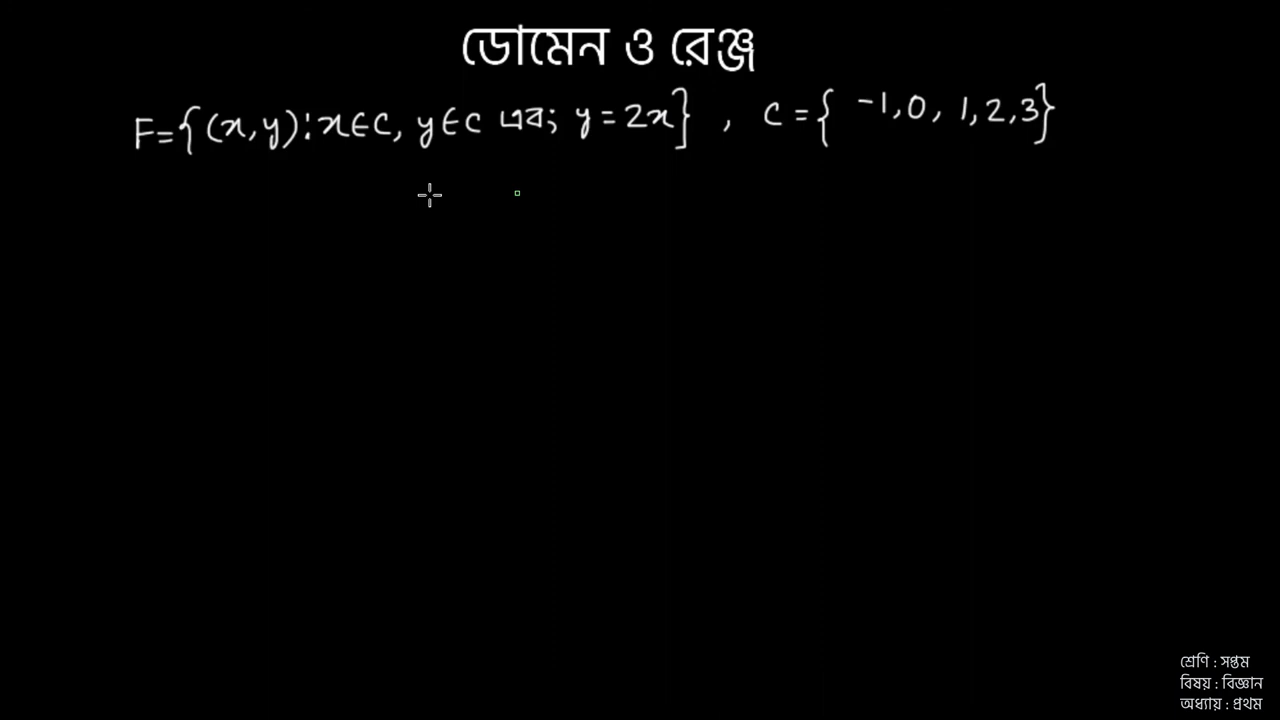 ডোমেন ও রেঞ্জ
F={(x,y):x∈C, y∈C এবং y=2x} , C={ -1,0, 1,2,3}
শ্রেণি : সপ্তম
বিষয় : বিজ্ঞান
অধ্যায় : প্রথম